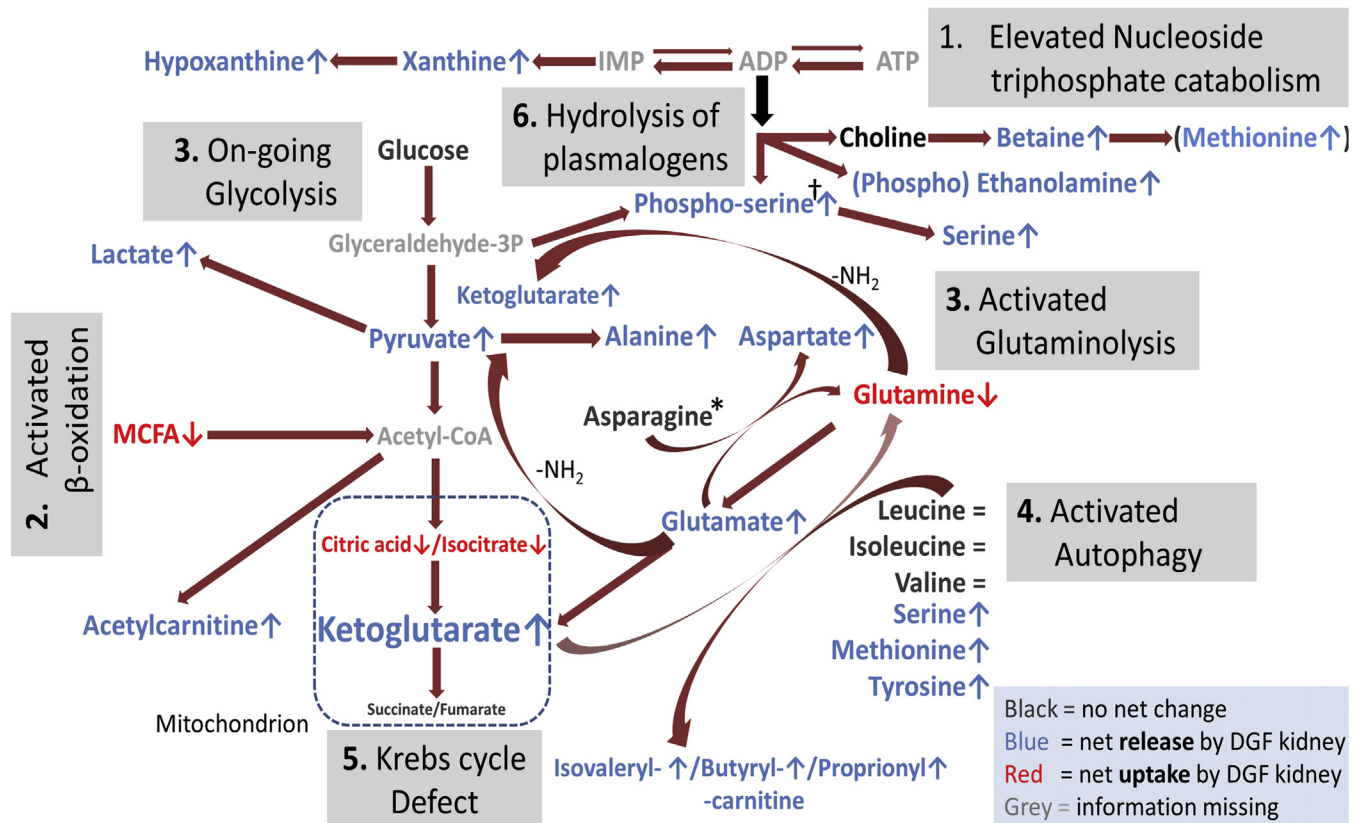 1. Elevated Nucleoside
triphosphate catabolism
Hypoxanthine↑
Xanthine↑
IMP
ADP
ATP
6. Hydrolysis of
plasmalogens
3. On-going
Glycolysis
Glucose
Choline
Betaine↑
(Methionine↑)
(Phospho) Ethanolamine↑
Phospho-serine↑†
Serine↑
Glyceraldehyde-3P
Lactate↑
-NH₂
Ketoglutarate↑
3. Activated
Glutaminolysis
Pyruvate↑
Alanine↑
Aspartate↑
2. Activated
β-oxidation
Glutamine↓
Asparagine*
MCFA↓
Acetyl-CoA
-NH₂
Glutamate↑
Leucine =
Isoleucine =
Valine =
Serine↑
Methionine↑
Tyrosine↑
4. Activated
Autophagy
Citric acid↓/Isocitrate↓
Acetylcarnitine↑
Ketoglutarate↑
Succinate/Fumarate
Mitochondrion
5. Krebs cycle
Defect
Isovaleryl- ↑/Butyryl-↑/Proprionyl↑
-carnitine
Black = no net change
Blue = net release by DGF kidney
Red = net uptake by DGF kidney
Grey = information missing